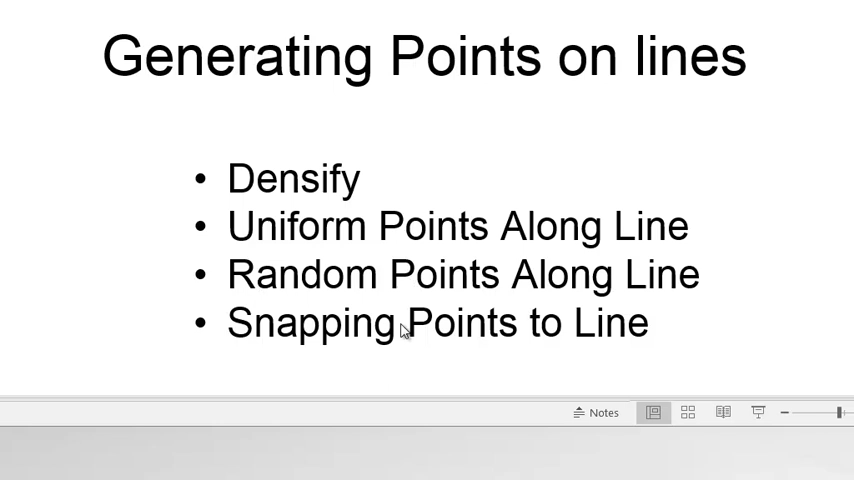 Generating Points on lines
• Densify
• Uniform Points Along Line
• Random Points Along Line
• Snapping Points to Line
Notes